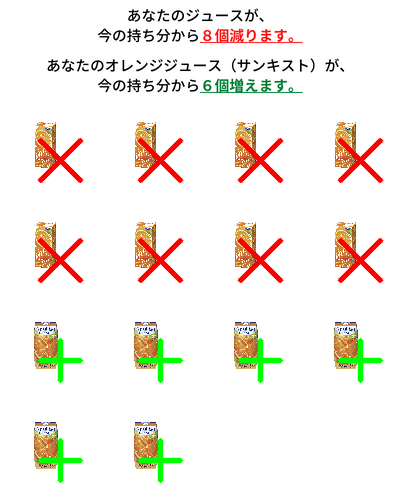 あなたのジュースが、
今の持ち分から８個減ります。
あなたのオレンジジュース（サンキスト）が、
今の持ち分から６個増えます。